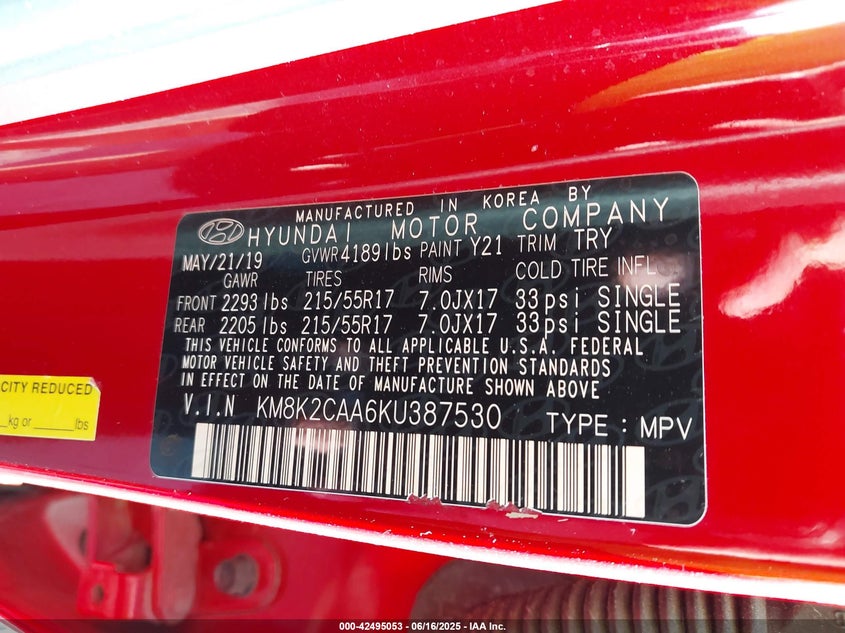 MANUFACTURED IN KOREA BY
HYUNDAI MOTOR COMPANY
MAY/21/19 GVWR 4189lbs PAINT Y21 TRIM TRY
GAWR TIRES RIMS COLD TIRE INFL
FRONT 2293 lbs 215/55R17 7.0JX17 33psi SINGLE
REAR 2205 lbs 215/55R17 7.0JX17 33psi SINGLE
THIS VEHICLE CONFORMS TO ALL APPLICABLE U.S.A. FEDERAL
MOTOR VEHICLE SAFETY AND THEFT PREVENTION STANDARDS
IN EFFECT ON THE DATE OF MANUFACTURE SHOWN ABOVE
V.I.N KM8K2CAA6KU387530 TYPE : MPV
CITY REDUCED
kg or lbs
000-42495053 - 06/16/2025 - IAA Inc.